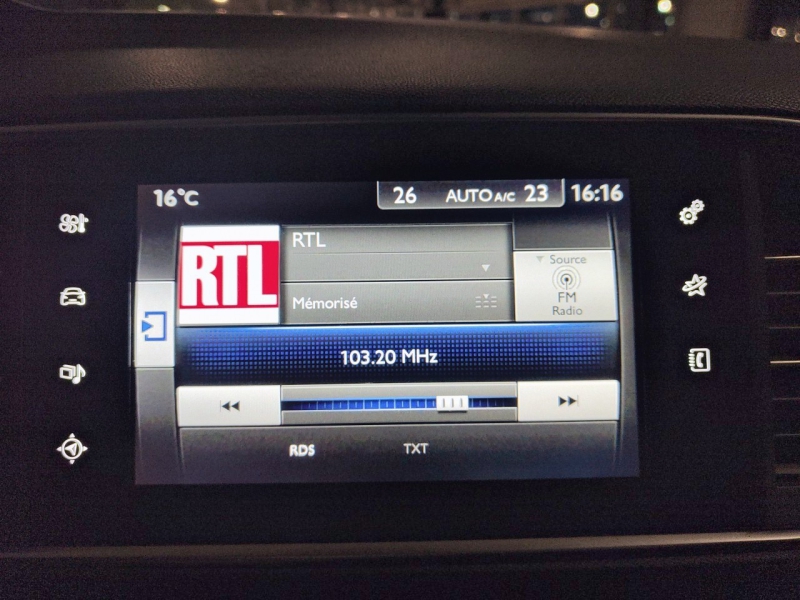 16°C
26 AUTO A/C 23 16:16
RTL
RTL
Source
FM
Radio
Mémorisé
103.20 MHz
RDS TXT